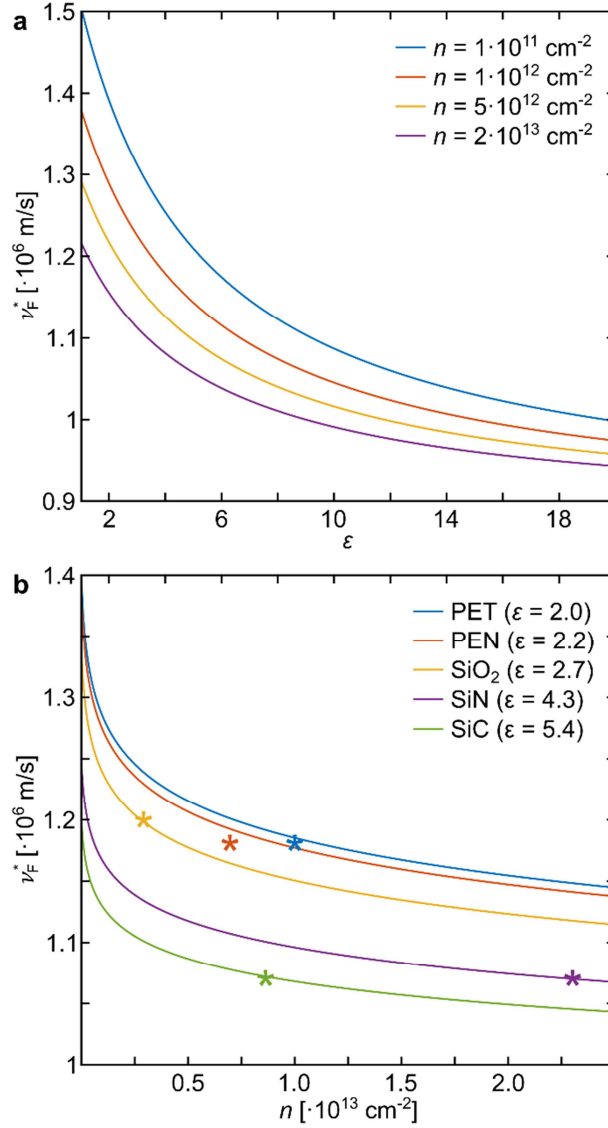 a
1.5
1.4
1.3
1.2
1.1
1
0.9
ν*F [·10⁶ m/s]
n = 1·10¹¹ cm⁻²
n = 1·10¹² cm⁻²
n = 5·10¹² cm⁻²
n = 2·10¹³ cm⁻²
2 6 10 14 18
ε
b
1.4
1.3
1.2
1.1
1
ν*F [·10⁶ m/s]
PET (ε = 2.0)
PEN (ε = 2.2)
SiO₂ (ε = 2.7)
SiN (ε = 4.3)
SiC (ε = 5.4)
0.5 1.0 1.5 2.0
n [·10¹³ cm⁻²]